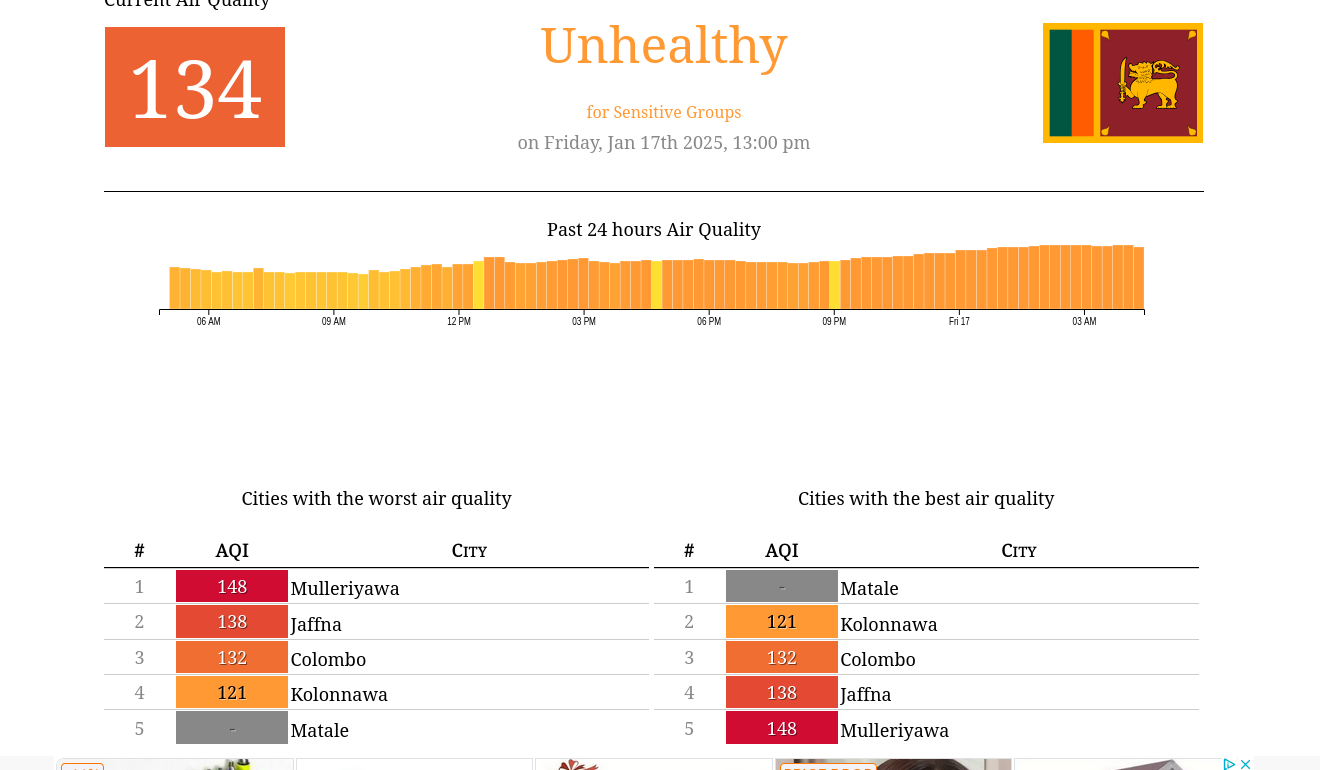 Current Air Quality
134
Unhealthy
for Sensitive Groups
on Friday, Jan 17th 2025, 13:00 pm
Past 24 hours Air Quality
06 AM 09 AM 12 PM 03 PM 06 PM 09 PM Fri 17 03 AM
Cities with the worst air quality
# AQI City
1 148 Mulleriyawa
2 138 Jaffna
3 132 Colombo
4 121 Kolonnawa
5 - Matale
Cities with the best air quality
# AQI City
1 - Matale
2 121 Kolonnawa
3 132 Colombo
4 138 Jaffna
5 148 Mulleriyawa